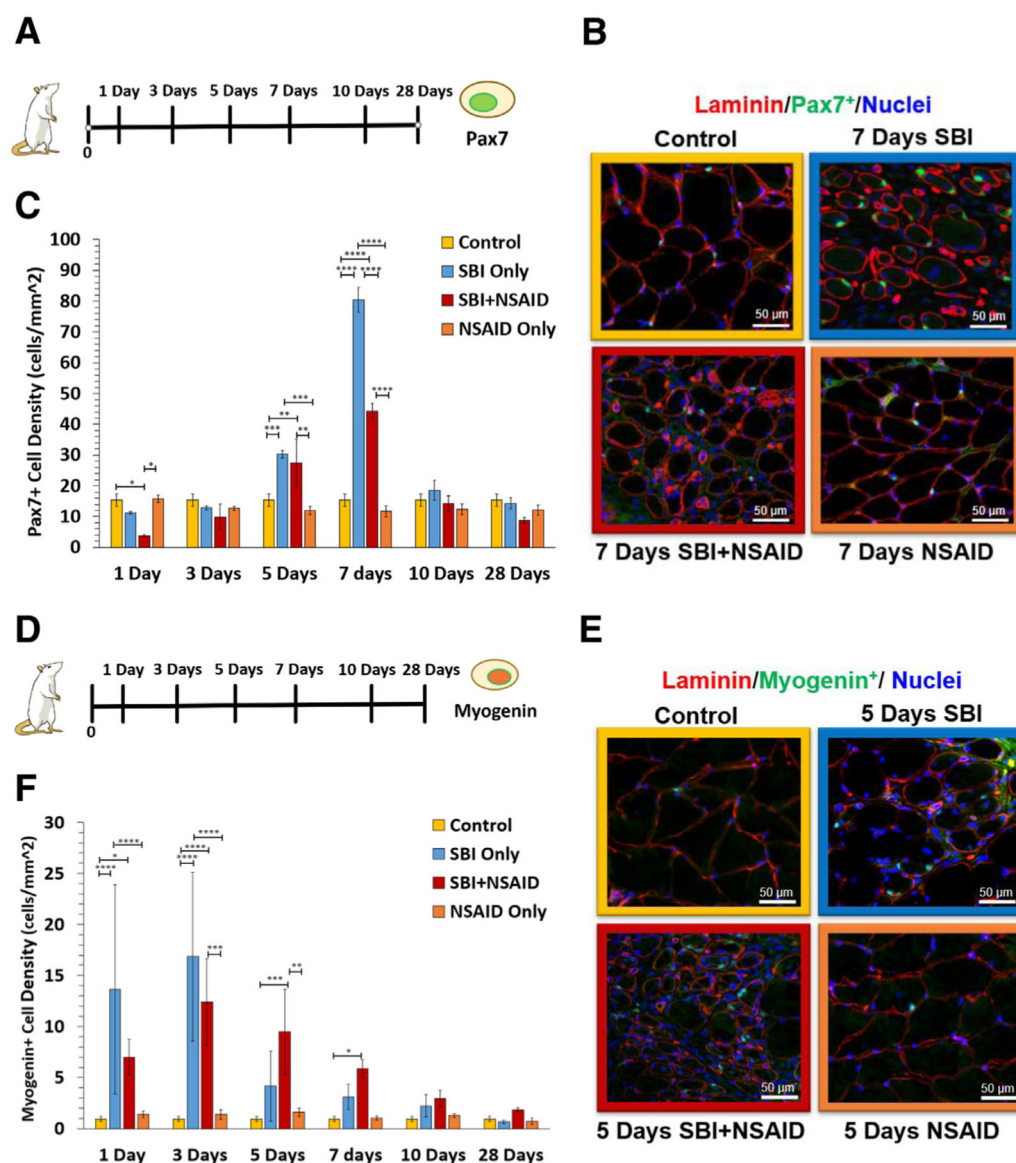 A
1 Day 3 Days 5 Days 7 Days 10 Days 28 Days
0
Pax7
B
Laminin/Pax7⁺/Nuclei
Control 7 Days SBI
50 µm 50 µm
50 µm 50 µm
7 Days SBI+NSAID 7 Days NSAID
C
Pax7+ Cell Density (cells/mm^2)
100
90
80
70
60
50
40
30
20
10
0
Control
SBI Only
SBI+NSAID
NSAID Only
* *
*** ** *** **
**** **** **** **** ****
1 Day 3 Days 5 Days 7 days 10 Days 28 Days
D
1 Day 3 Days 5 Days 7 Days 10 Days 28 Days
0
Myogenin
E
Laminin/Myogenin⁺/ Nuclei
Control 5 Days SBI
50 µm 50 µm
50 µm 50 µm
5 Days SBI+NSAID 5 Days NSAID
F
Myogenin+ Cell Density (cells/mm^2)
30
25
20
15
10
5
0
Control
SBI Only
SBI+NSAID
NSAID Only
**** * ****
**** **** **** ***
*** **
*
1 Day 3 Days 5 Days 7 days 10 Days 28 Days